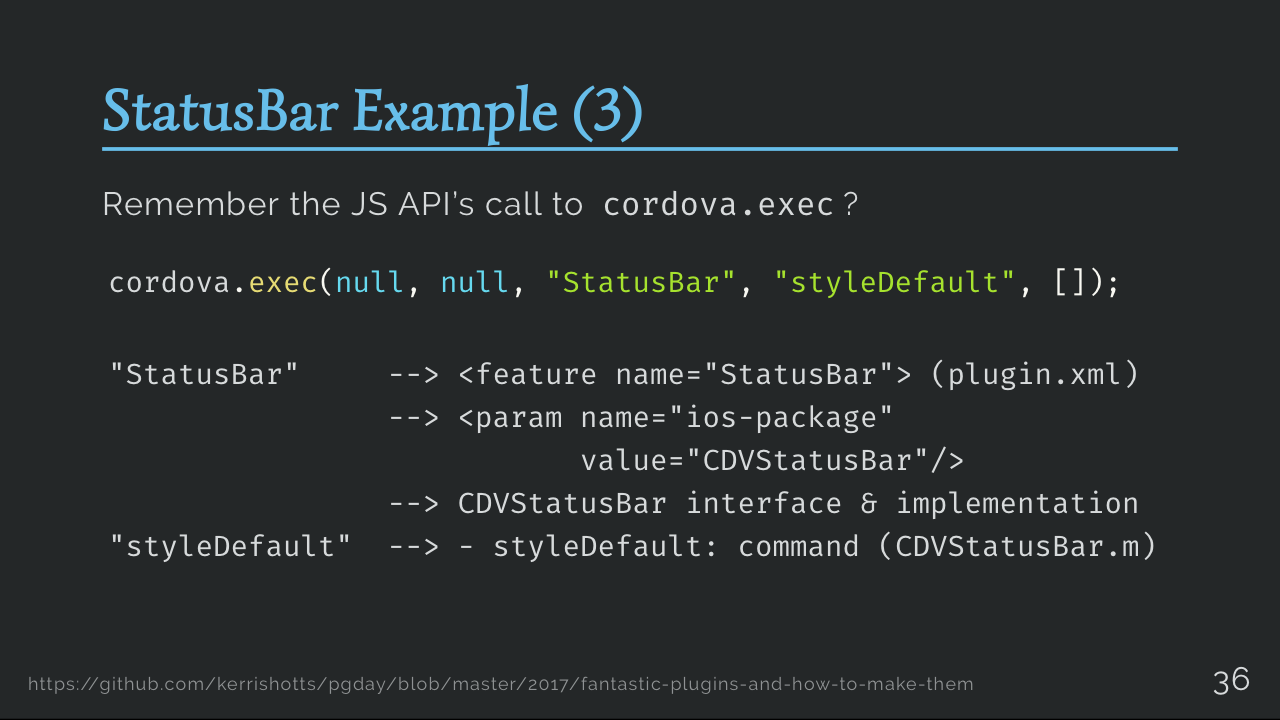 StatusBar Example (3)
Remember the JS API’s call to cordova.exec ?
cordova.exec(null, null, "StatusBar", "styleDefault", []);
"StatusBar" --> <feature name="StatusBar"> (plugin.xml)
--> <param name="ios-package"
value="CDVStatusBar"/>
--> CDVStatusBar interface & implementation
"styleDefault" --> - styleDefault: command (CDVStatusBar.m)
https://github.com/kerrishotts/pgday/blob/master/2017/fantastic-plugins-and-how-to-make-them
36